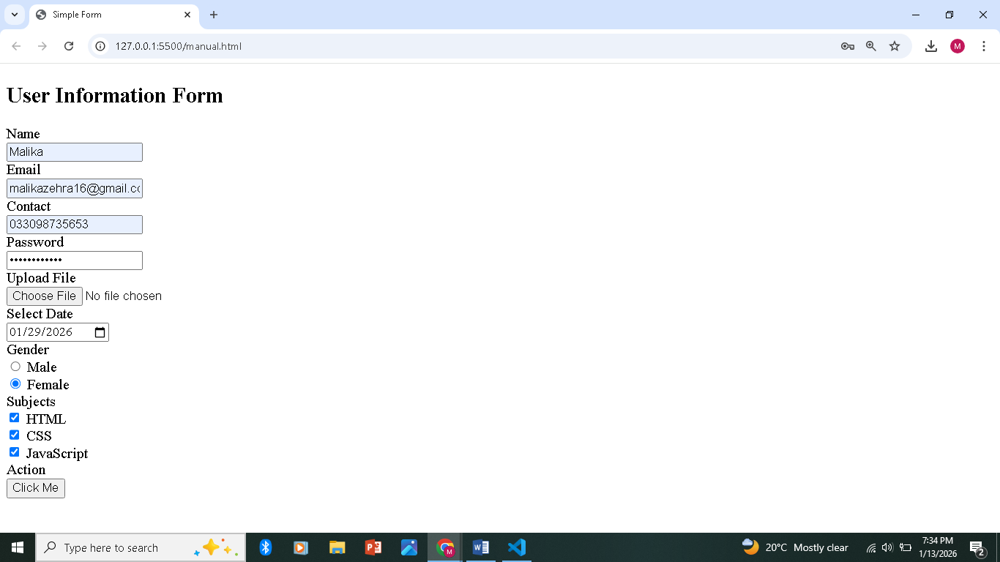 Simple Form
127.0.0.1:5500/manual.html
M
User Information Form
Name
Malika
Email
malikazehra16@gmail.cc
Contact
033098735653
Password
••••••••••••
Upload File
Choose File No file chosen
Select Date
01/29/2026
Gender
Male
Female
Subjects
HTML
CSS
JavaScript
Action
Click Me
Type here to search
20°C Mostly clear
7:34 PM
1/13/2026
2